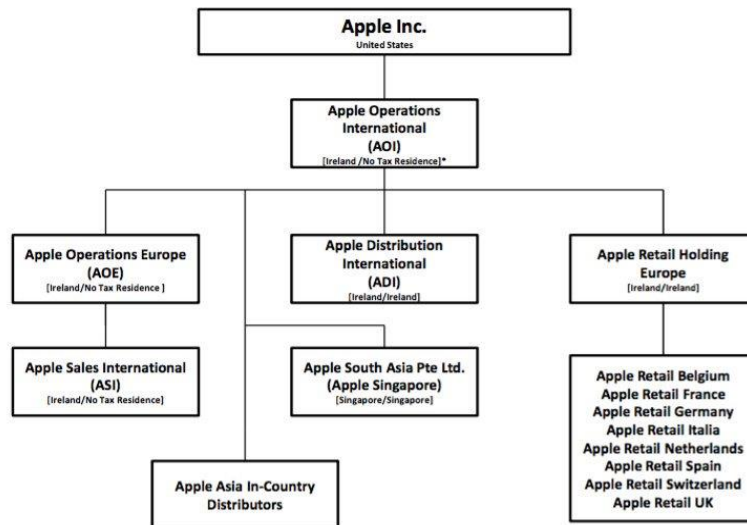 Apple Inc.
United States
Apple Operations
International
(AOI)
[Ireland /No Tax Residence]*
Apple Operations Europe
(AOE)
[Ireland/No Tax Residence ]
Apple Distribution
International
(ADI)
[Ireland/Ireland]
Apple Retail Holding
Europe
[Ireland/Ireland]
Apple Sales International
(ASI)
[Ireland/No Tax Residence]
Apple South Asia Pte Ltd.
(Apple Singapore)
[Singapore/Singapore]
Apple Retail Belgium
Apple Retail France
Apple Retail Germany
Apple Retail Italia
Apple Retail Netherlands
Apple Retail Spain
Apple Retail Switzerland
Apple Retail UK
Apple Asia In-Country
Distributors